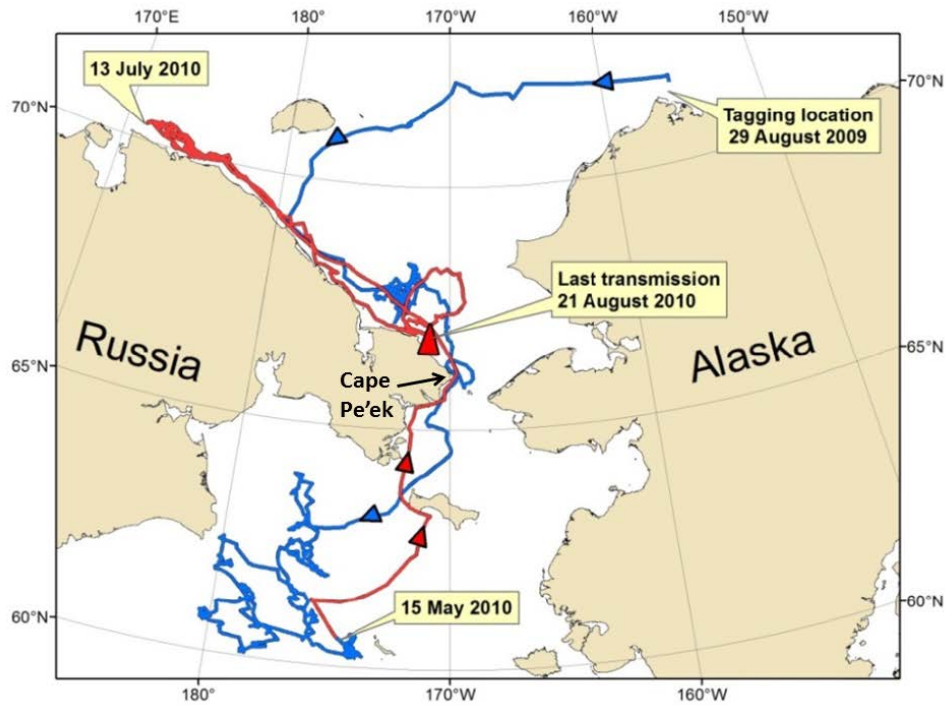 170°E 180° 170°W 160°W 150°W
13 July 2010
70°N
70°N
Tagging location
29 August 2009
Last transmission
21 August 2010
Russia
Alaska
65°N
65°N
Cape
Pe'ek
15 May 2010
60°N
60°N
180° 170°W 160°W